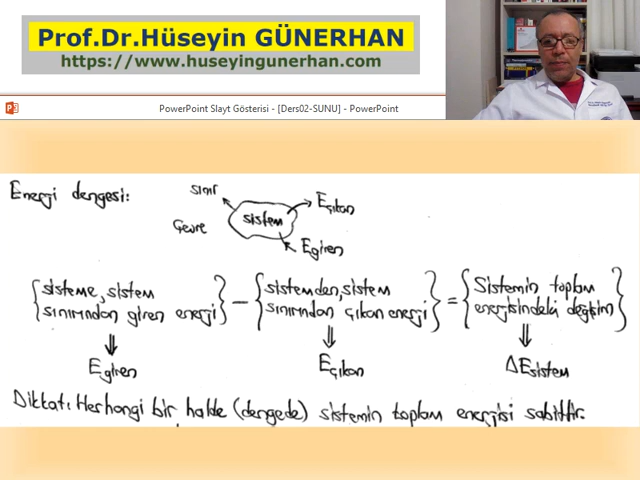 Prof.Dr.Hüseyin GÜNERHAN
https://www.huseyingunerhan.com
PowerPoint Slayt Gösterisi - [Ders02-SUNU] - PowerPoint
Enerji dengesi:
sınır
Çevre
sistem
Eçıkan
Egiren
{sisteme, sistem sınırından giren enerji} - {sistemden, sistem sınırından çıkan enerji} = {Sistemin toplam enerjisindeki değişim}
Egiren
Eçıkan
ΔEsistem
Dikkat: Herhangi bir halde (dengede) sistemin toplam enerjisi sabittir.